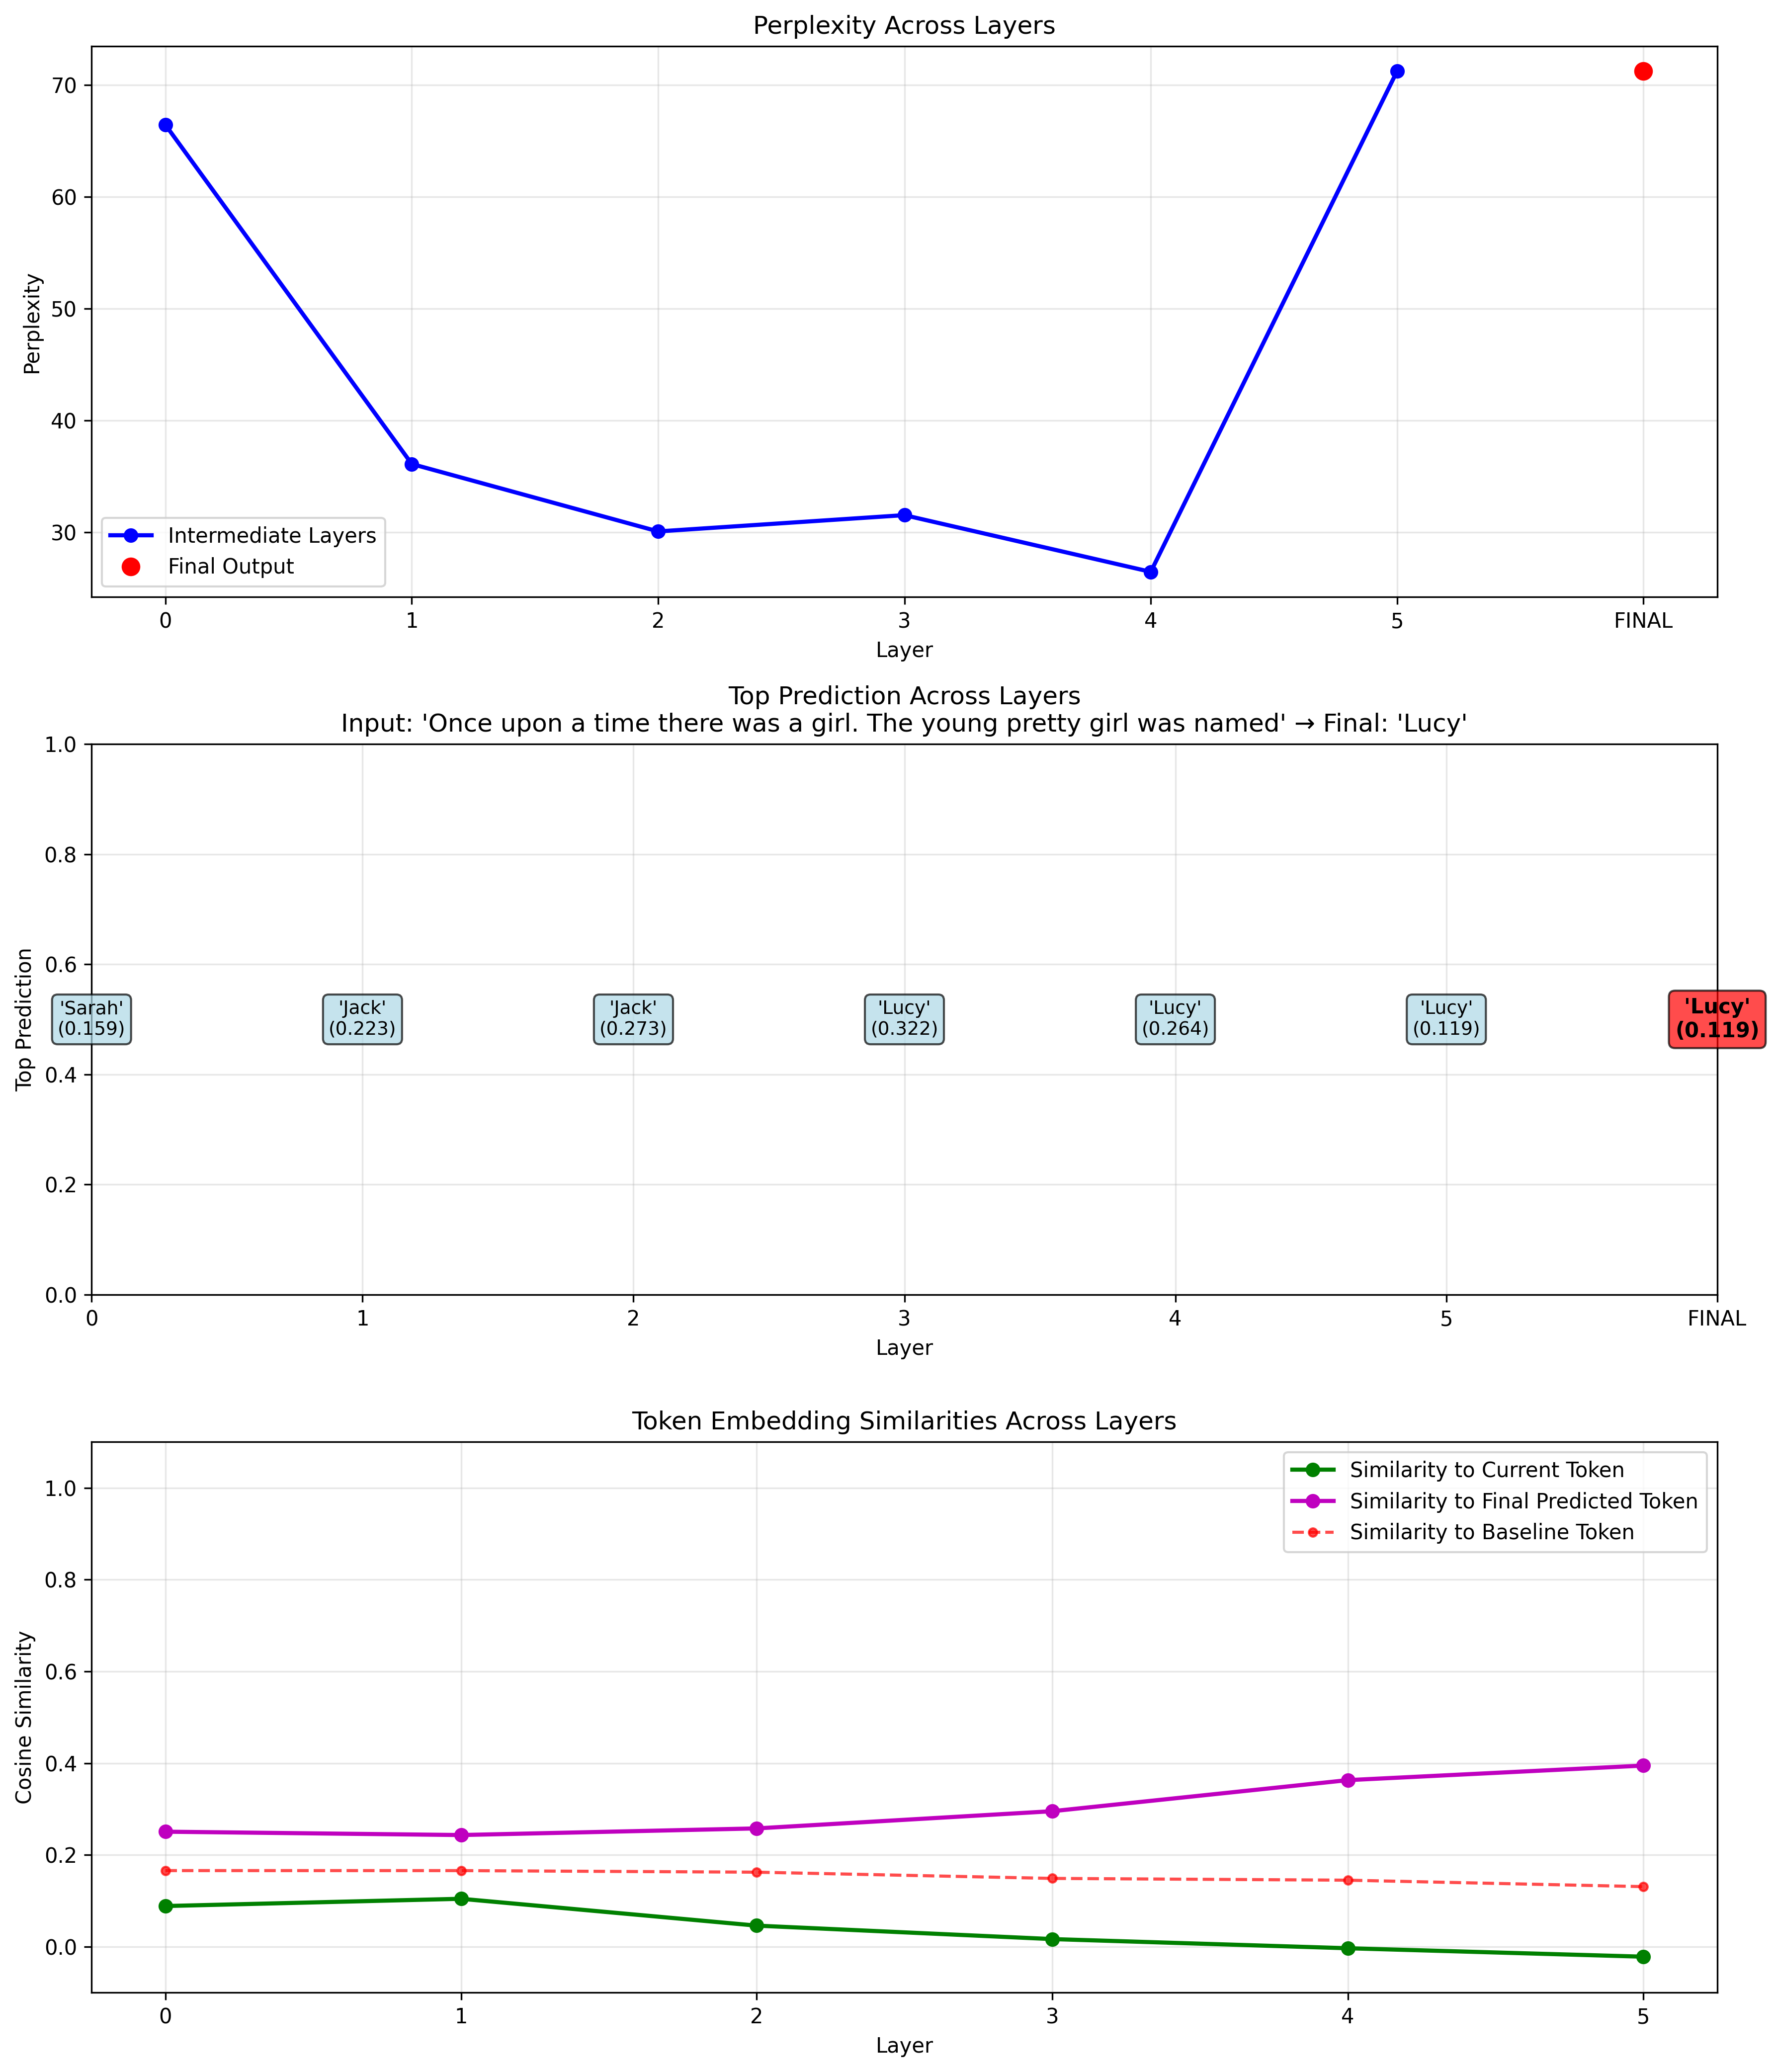 Perplexity Across Layers
Perplexity
70
60
50
40
30
Intermediate Layers
Final Output
0 1 2 3 4 5 FINAL
Layer
Top Prediction Across Layers
Input: 'Once upon a time there was a girl. The young pretty girl was named' → Final: 'Lucy'
Top Prediction
1.0
0.8
0.6
0.4
0.2
0.0
'Sarah'
(0.159)
'Jack'
(0.223)
'Jack'
(0.273)
'Lucy'
(0.322)
'Lucy'
(0.264)
'Lucy'
(0.119)
'Lucy'
(0.119)
0 1 2 3 4 5 FINAL
Layer
Token Embedding Similarities Across Layers
Cosine Similarity
1.0
0.8
0.6
0.4
0.2
0.0
Similarity to Current Token
Similarity to Final Predicted Token
Similarity to Baseline Token
0 1 2 3 4 5
Layer